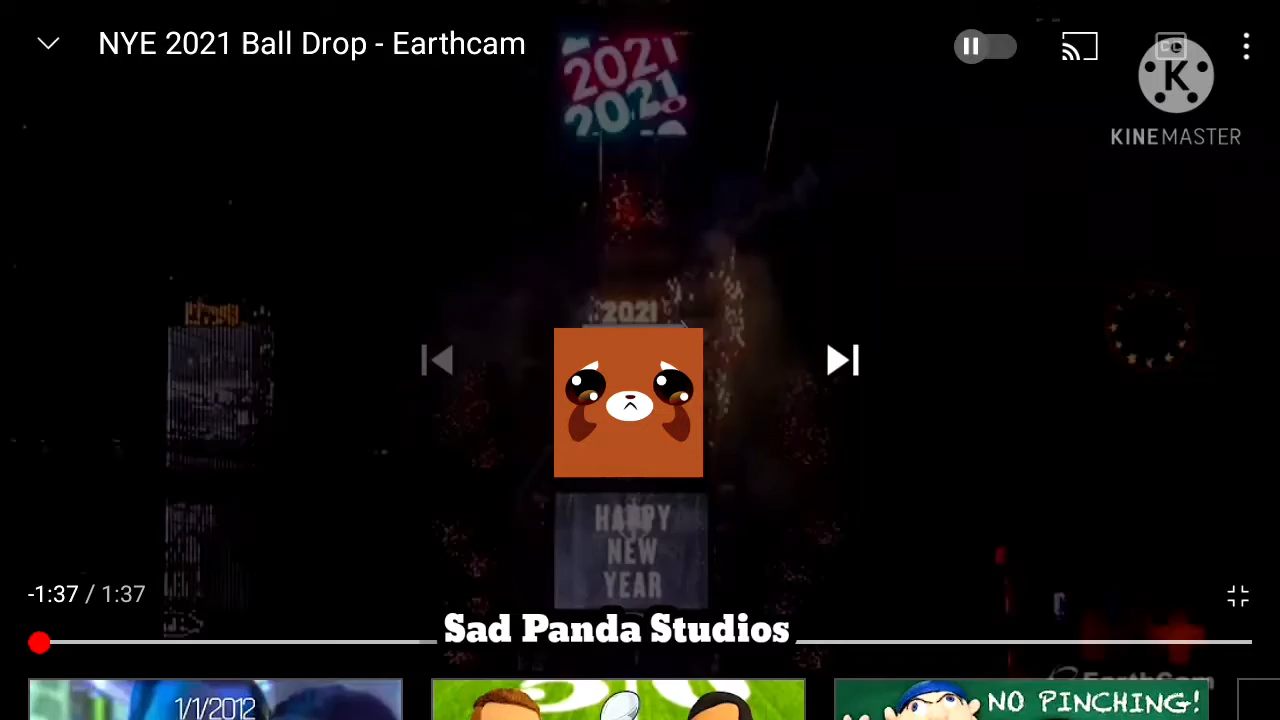 NYE 2021 Ball Drop - Earthcam
2021
2021
K
KINEMASTER
2021
HAPPY
NEW
YEAR
-1:37 / 1:37
Sad Panda Studios
EarthCam
1/1/2012
NO PINCHING!